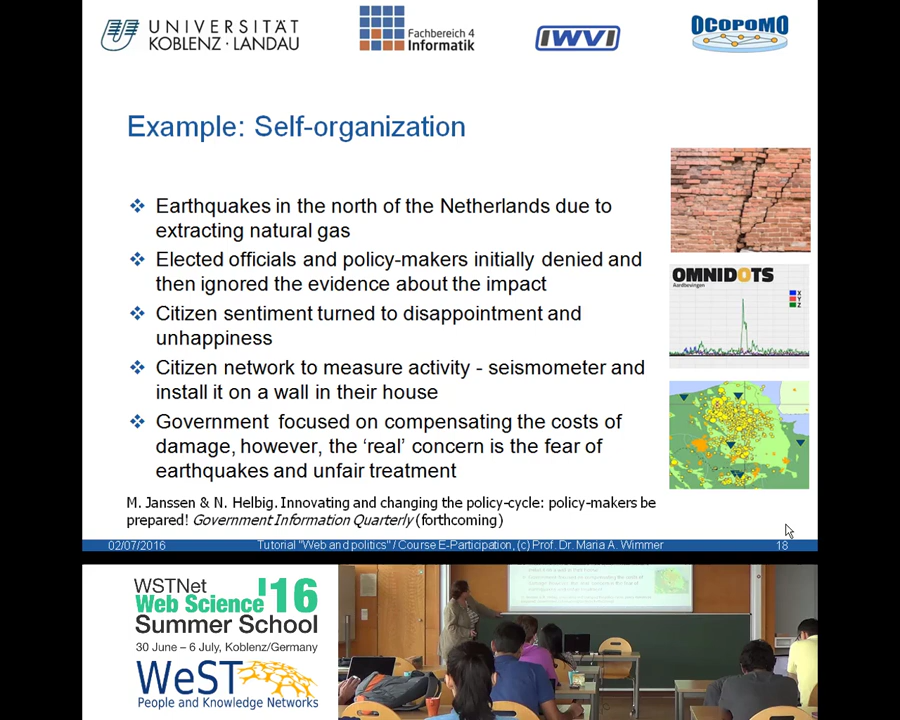 UNIVERSITÄT
KOBLENZ · LANDAU
Fachbereich 4
Informatik
IWVI
OCOPOMO
Example: Self-organization
Earthquakes in the north of the Netherlands due to
extracting natural gas
Elected officials and policy-makers initially denied and
then ignored the evidence about the impact
Citizen sentiment turned to disappointment and
unhappiness
Citizen network to measure activity - seismometer and
install it on a wall in their house
Government focused on compensating the costs of
damage, however, the ‘real’ concern is the fear of
earthquakes and unfair treatment
OMNIDOTS
Aardbevingen
X
Y
Z
M. Janssen & N. Helbig. Innovating and changing the policy-cycle: policy-makers be
prepared! Government Information Quarterly (forthcoming)
02/07/2016 Tutorial "Web and politics" / Course E-Participation, (c) Prof. Dr. Maria A. Wimmer 18
WSTNet
Web Science '16
Summer School
30 June – 6 July, Koblenz/Germany
WeST
People and Knowledge Networks